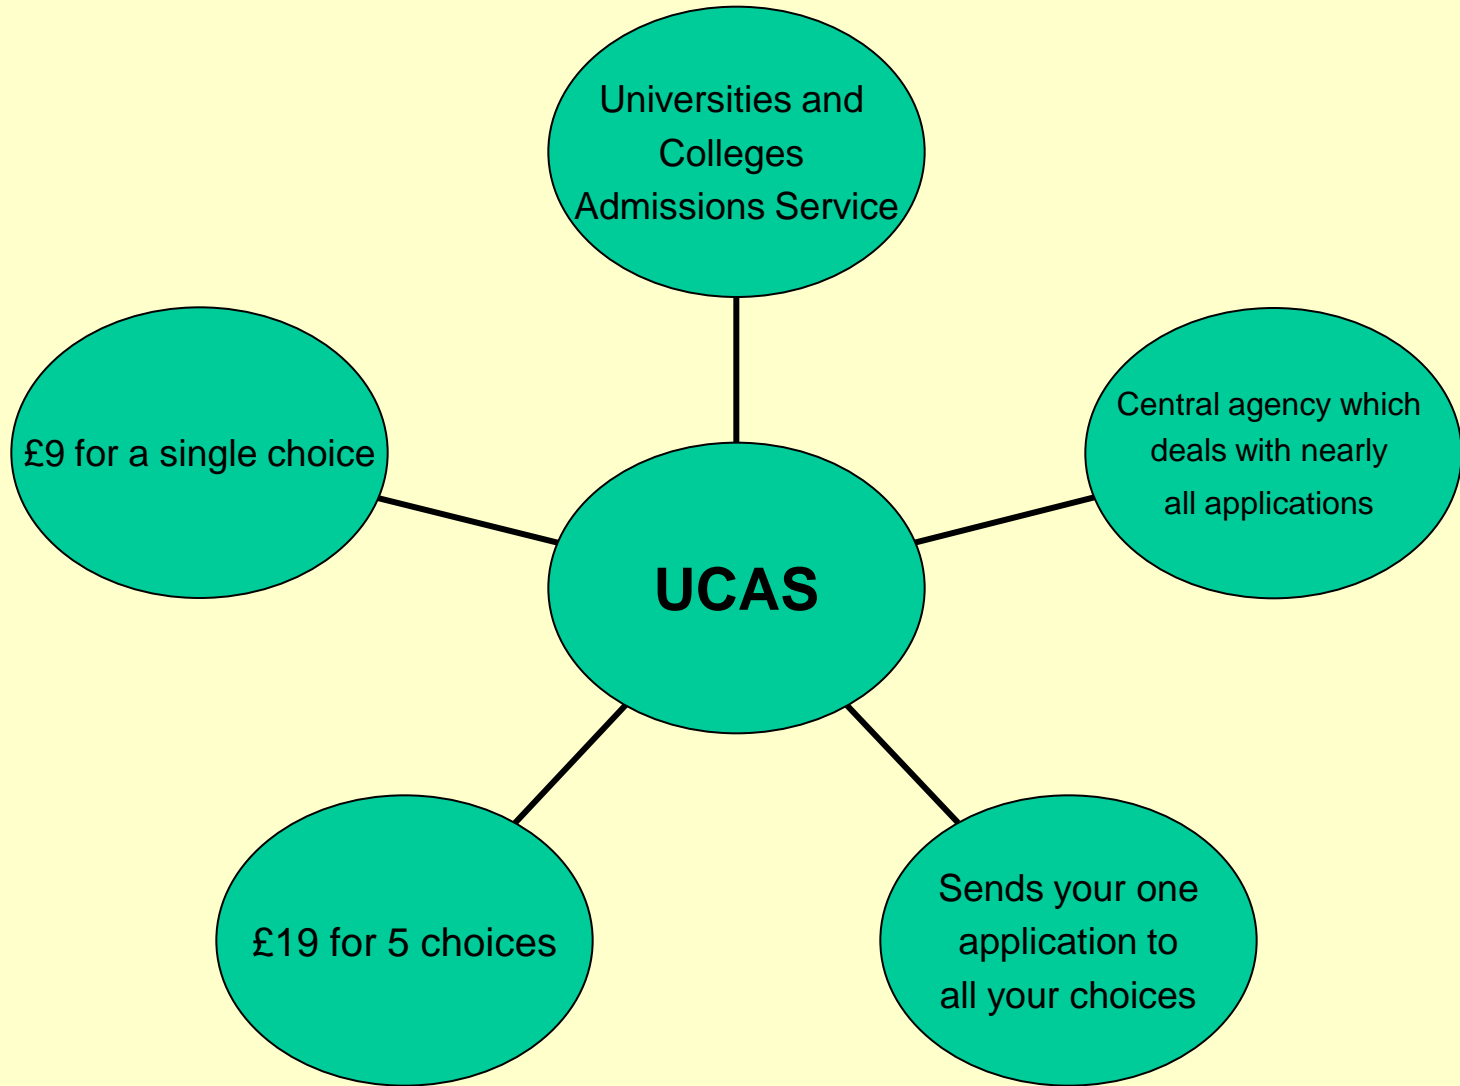 Universities and
Colleges
Admissions Service
£9 for a single choice
Central agency which
deals with nearly
all applications
UCAS
£19 for 5 choices
Sends your one
application to
all your choices